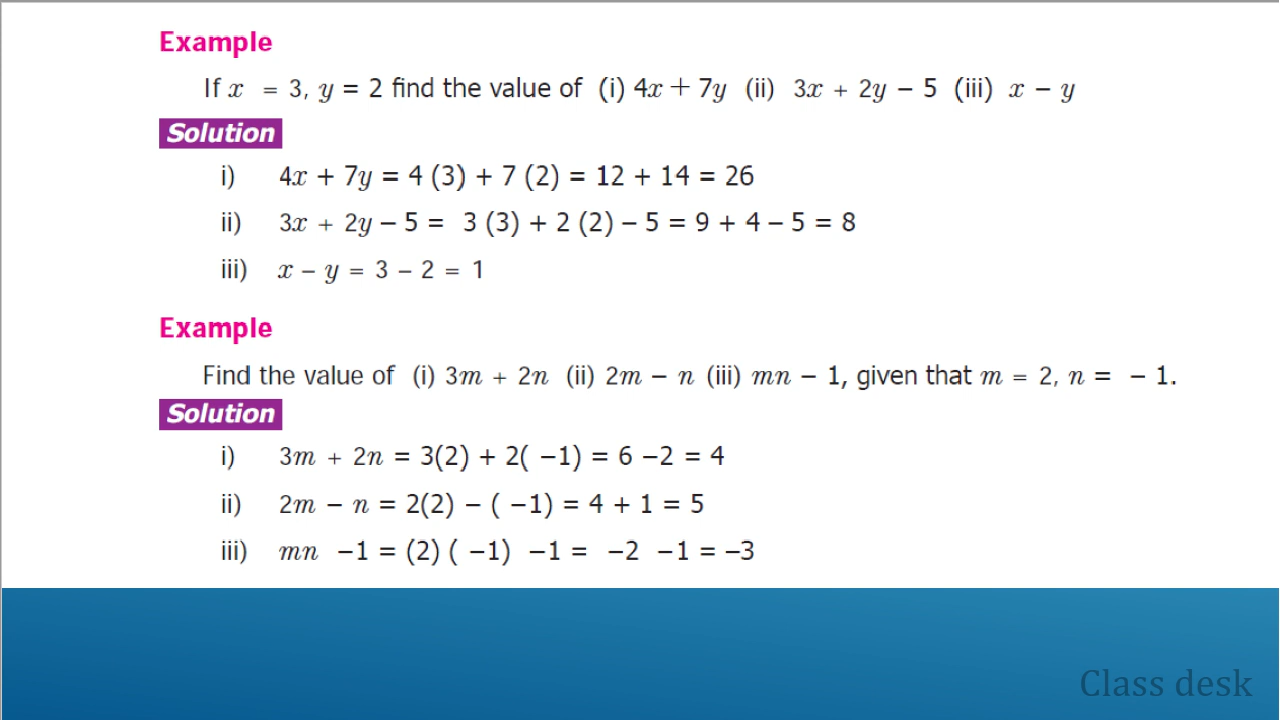 Example
If x = 3, y = 2 find the value of (i) 4x + 7y (ii) 3x + 2y − 5 (iii) x − y
Solution
i) 4x + 7y = 4 (3) + 7 (2) = 12 + 14 = 26
ii) 3x + 2y – 5 = 3 (3) + 2 (2) – 5 = 9 + 4 – 5 = 8
iii) x – y = 3 – 2 = 1
Example
Find the value of (i) 3m + 2n (ii) 2m − n (iii) mn − 1, given that m = 2, n = − 1.
Solution
i) 3m + 2n = 3(2) + 2( −1) = 6 −2 = 4
ii) 2m − n = 2(2) − ( −1) = 4 + 1 = 5
iii) mn −1 = (2) ( −1) −1 = −2 −1 = −3
Class desk